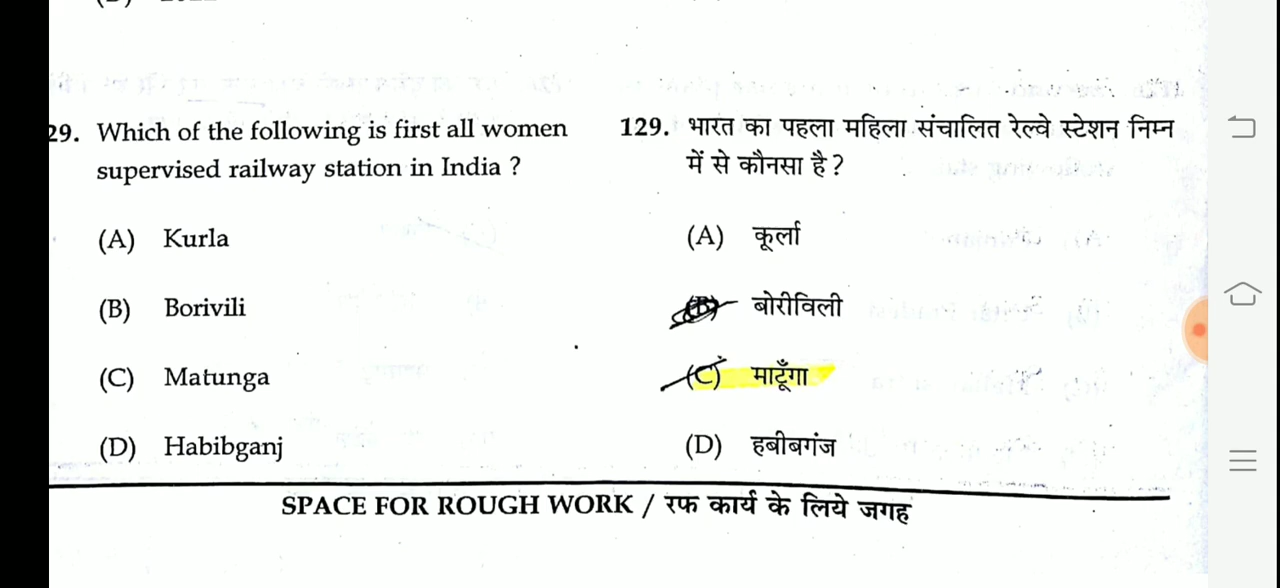 29. Which of the following is first all women
supervised railway station in India ?
(A) Kurla
(B) Borivili
(C) Matunga
(D) Habibganj
129. भारत का पहला महिला संचालित रेल्वे स्टेशन निम्न
में से कौनसा है ?
(A) कूर्ला
(B) बोरीविली
(C) माटूँगा
(D) हबीबगंज
SPACE FOR ROUGH WORK / रफ कार्य के लिये जगह